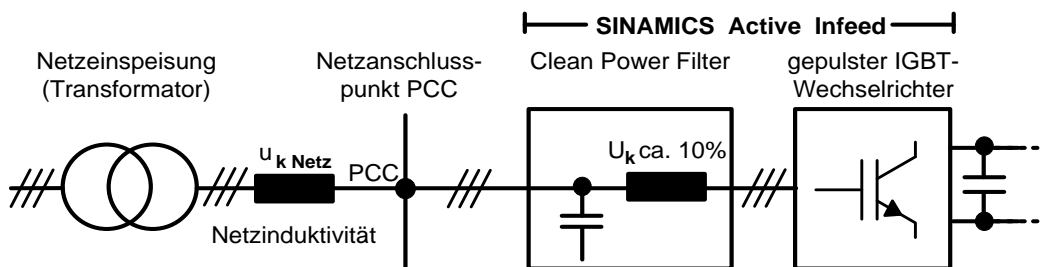 SINAMICS Active Infeed
Netzeinspeisung
(Transformator)
Netzanschluss-
punkt PCC
Clean Power Filter
gepulster IGBT-
Wechselrichter
u k Netz
PCC
U k ca. 10%
Netzinduktivität